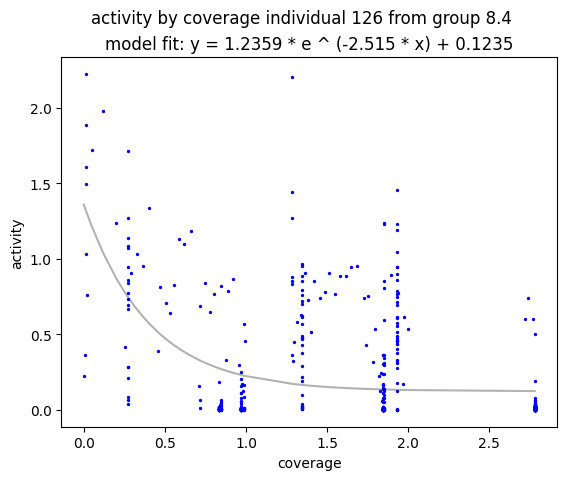 activity by coverage individual 126 from group 8.4
model fit: y = 1.2359 * e ^ (-2.515 * x) + 0.1235
2.0
1.5
1.0
0.5
0.0
activity
0.0 0.5 1.0 1.5 2.0 2.5
coverage